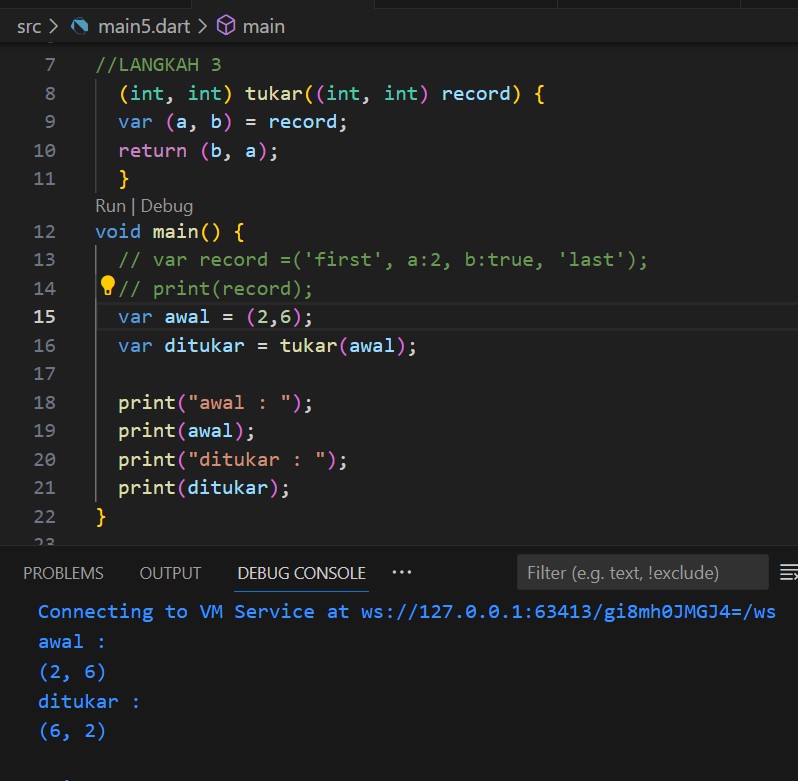 src > main5.dart > main
7 //LANGKAH 3
8 (int, int) tukar((int, int) record) {
9 var (a, b) = record;
10 return (b, a);
11 }
Run | Debug
12 void main() {
13 // var record =('first', a:2, b:true, 'last');
14 // print(record);
15 var awal = (2,6);
16 var ditukar = tukar(awal);
17
18 print("awal : ");
19 print(awal);
20 print("ditukar : ");
21 print(ditukar);
22 }
23
PROBLEMS OUTPUT DEBUG CONSOLE ··· Filter (e.g. text, !exclude)
Connecting to VM Service at ws://127.0.0.1:63413/gi8mh0JMGJ4=/ws
awal :
(2, 6)
ditukar :
(6, 2)